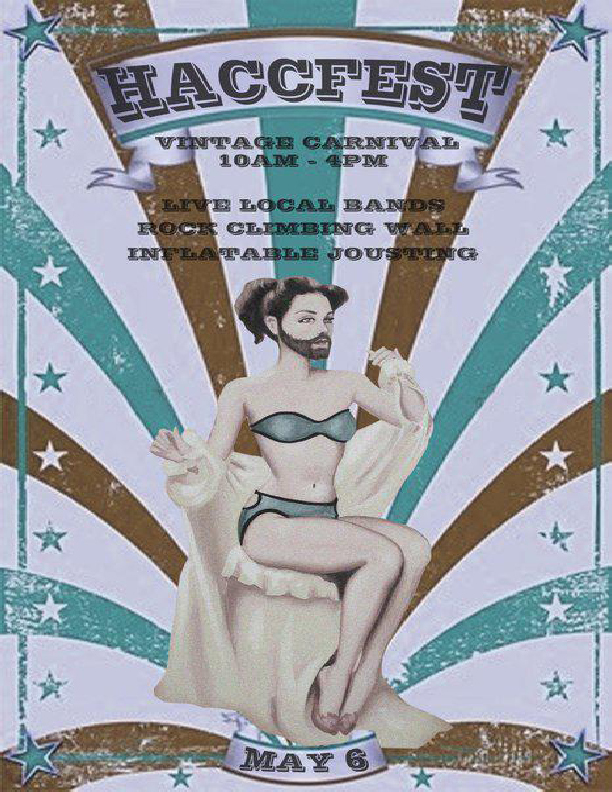 HACCFEST
VINTAGE CARNIVAL
10AM - 4PM
LIVE LOCAL BANDS
ROCK CLIMBING WALL
INFLATABLE JOUSTING
MAY 6